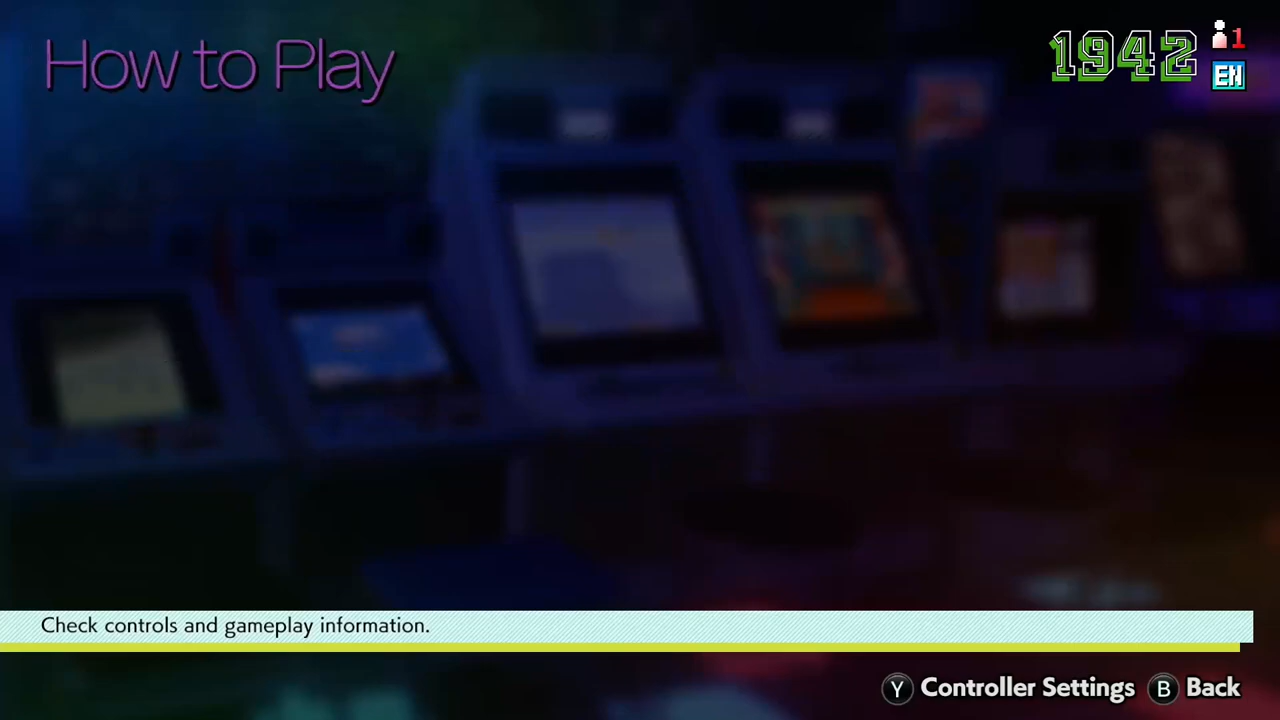 How to Play
1942
1
EN
Check controls and gameplay information.
Y Controller Settings B Back